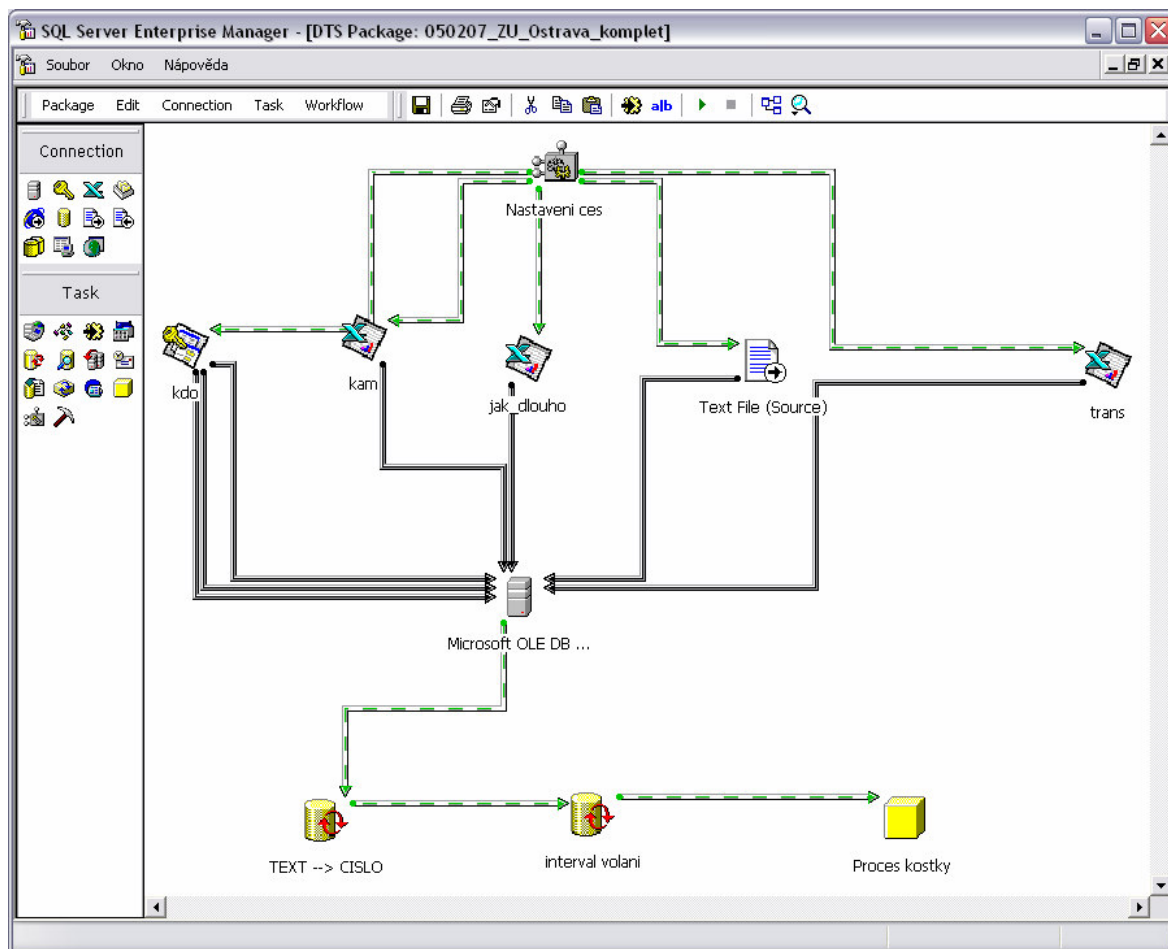 SQL Server Enterprise Manager - [DTS Package: 050207_ZU_Ostrava_komplet]
Soubor Okno Nápověda
Package Edit Connection Task Workflow a|b
Connection
Task
Nastaveni ces
kdo
kam
jak_dlouho
Text File (Source)
trans
Microsoft OLE DB ...
TEXT --> CISLO
interval volani
Proces kostky